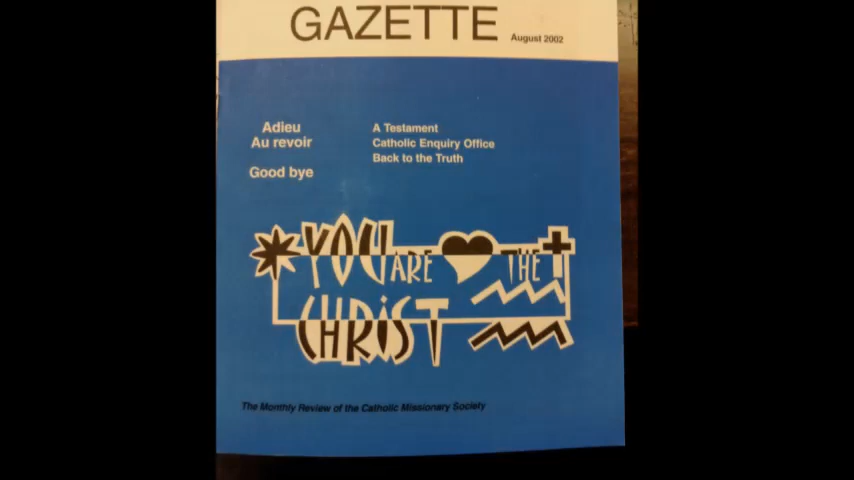 GAZETTE August 2002
Adieu
Au revoir
Good bye
A Testament
Catholic Enquiry Office
Back to the Truth
YOU ARE THE
CHRIST
The Monthly Review of the Catholic Missionary Society